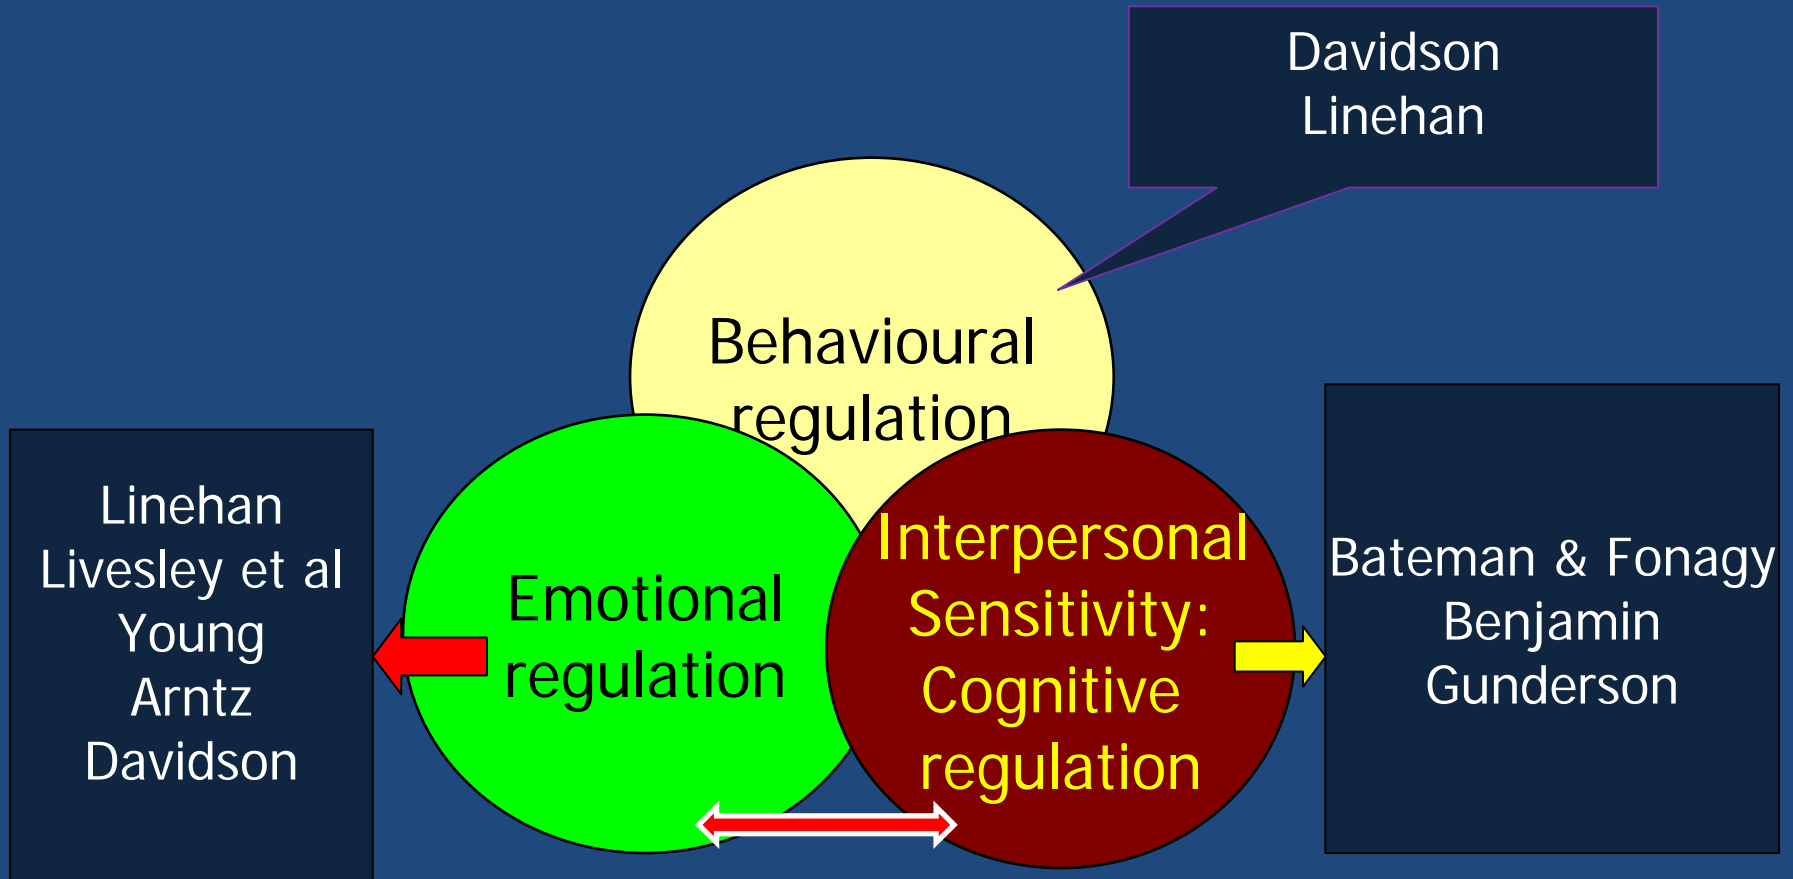 Davidson
Linehan
Behavioural
regulation
Linehan
Livesley et al
Young
Arntz
Davidson
Emotional
regulation
Interpersonal
Sensitivity:
Cognitive
regulation
Bateman & Fonagy
Benjamin
Gunderson